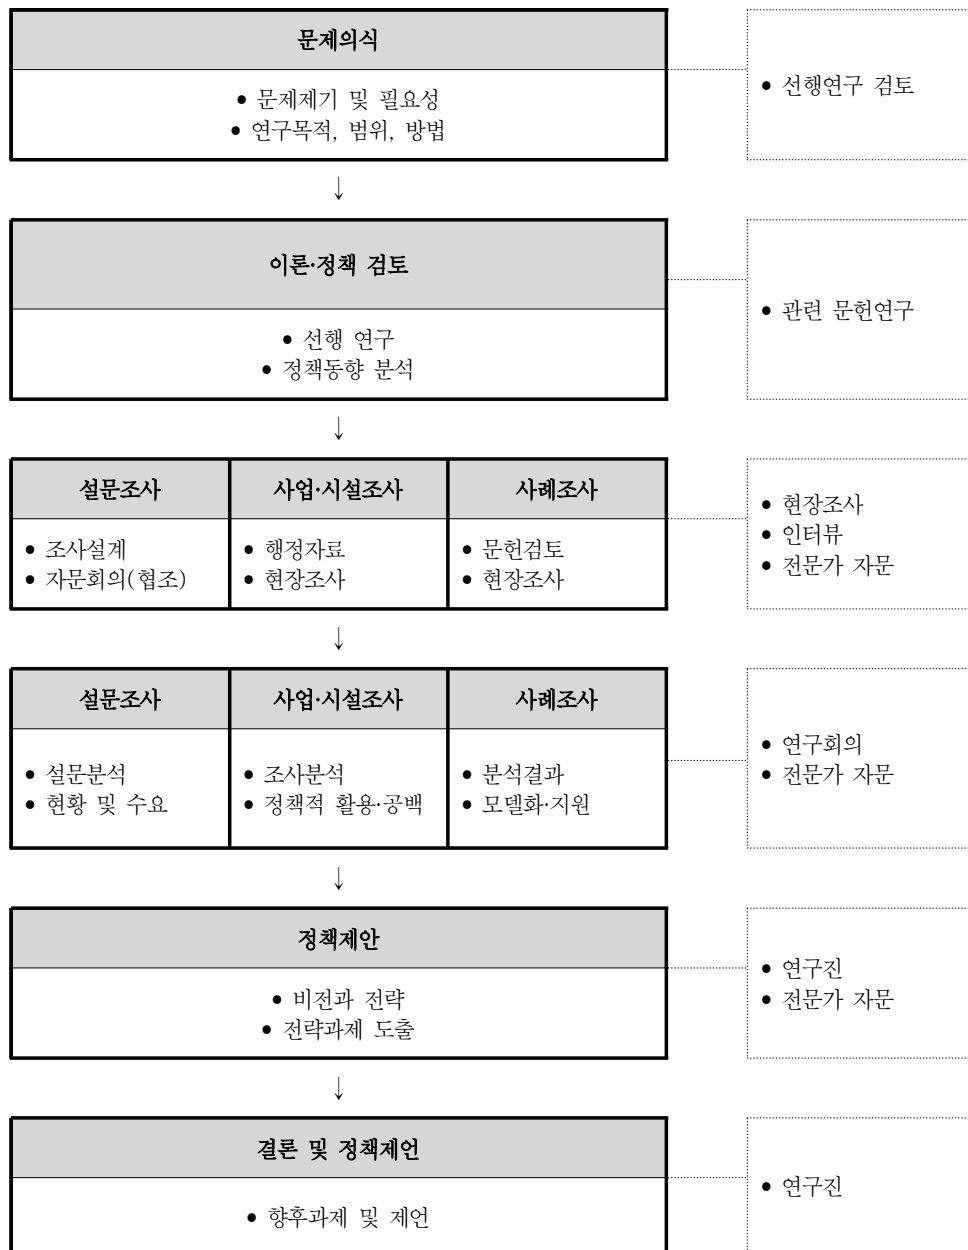 문제의식
• 문제제기 및 필요성
• 연구목적, 범위, 방법
• 선행연구 검토
↓
이론·정책 검토
• 선행 연구
• 정책동향 분석
• 관련 문헌연구
↓
설문조사
• 조사설계
• 자문회의(협조)
사업·시설조사
• 행정자료
• 현장조사
사례조사
• 문헌검토
• 현장조사
• 현장조사
• 인터뷰
• 전문가 자문
↓
설문조사
• 설문분석
• 현황 및 수요
사업·시설조사
• 조사분석
• 정책적 활용·공백
사례조사
• 분석결과
• 모델화·지원
• 연구회의
• 전문가 자문
↓
정책제안
• 비전과 전략
• 전략과제 도출
• 연구진
• 전문가 자문
↓
결론 및 정책제언
• 향후과제 및 제언
• 연구진